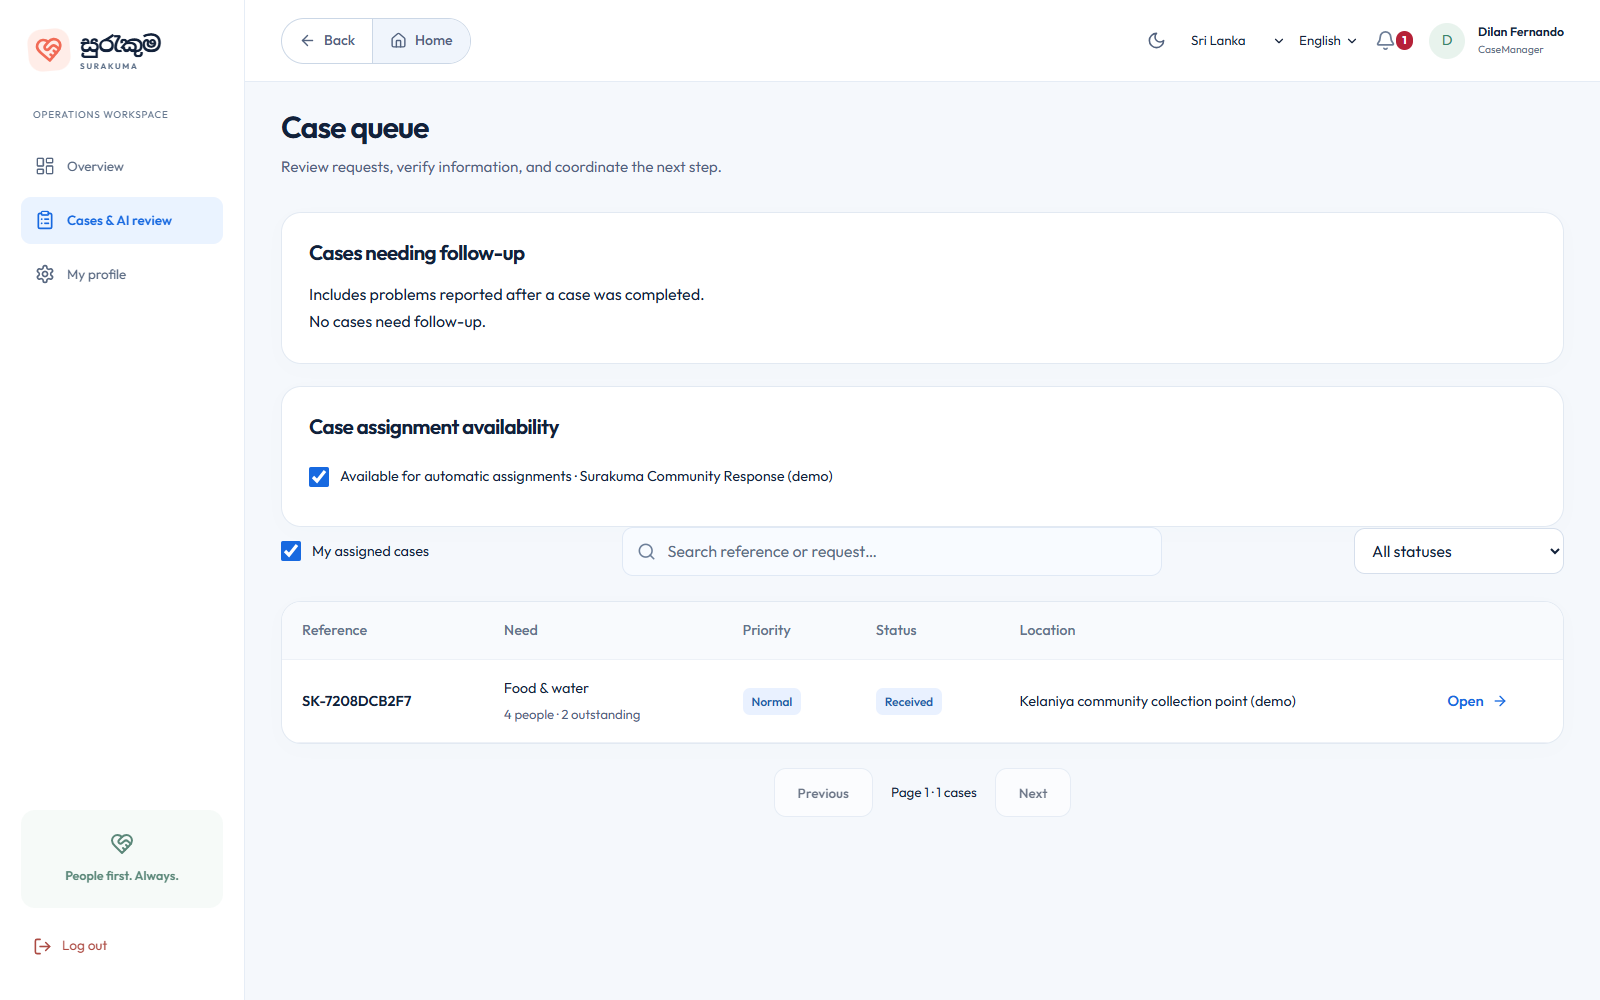 සුරැකුම
SURAKUMA
OPERATIONS WORKSPACE
Overview
Cases & AI review
My profile
People first. Always.
Log out
Back
Home
Sri Lanka
English
1
D
Dilan Fernando
CaseManager
Case queue
Review requests, verify information, and coordinate the next step.
Cases needing follow-up
Includes problems reported after a case was completed.
No cases need follow-up.
Case assignment availability
Available for automatic assignments · Surakuma Community Response (demo)
My assigned cases
Search reference or request...
All statuses
Reference Need Priority Status Location
SK-7208DCB2F7
Food & water
4 people · 2 outstanding
Normal
Received
Kelaniya community collection point (demo)
Open
Previous
Page 1 · 1 cases
Next